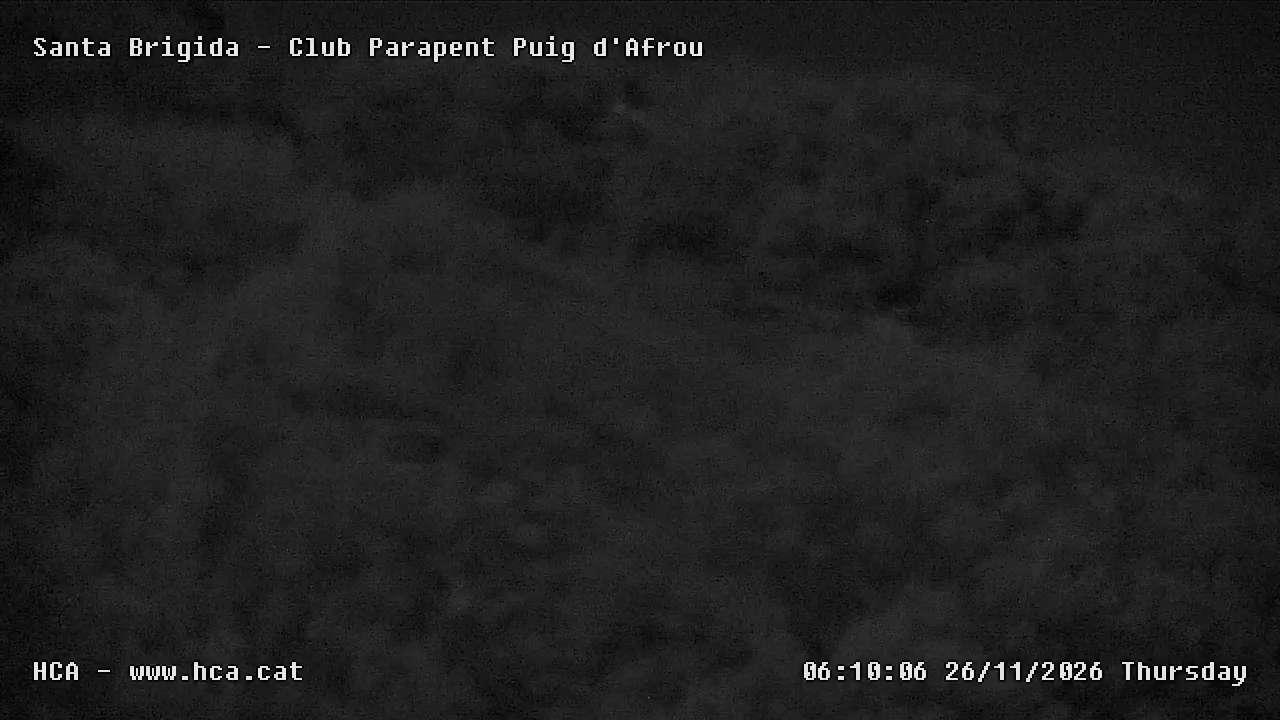 Santa Brigida - Club Parapent Puig d'Afrou
HCA - www.hca.cat
06:10:06 26/11/2026 Thursday